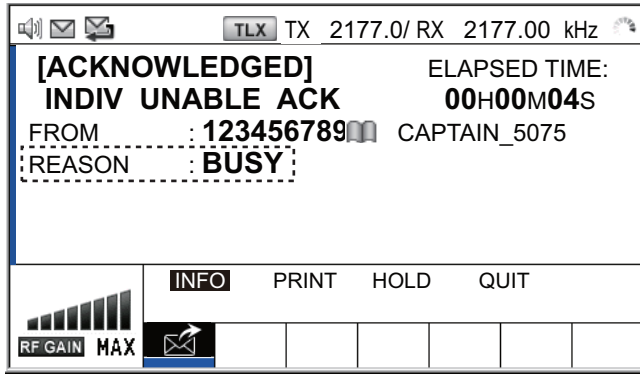 TLX TX 2177.0/ RX 2177.00 kHz
[ACKNOWLEDGED] ELAPSED TIME:
INDIV UNABLE ACK 00H00M04S
FROM : 123456789 CAPTAIN_5075
REASON : BUSY
INFO PRINT HOLD QUIT
RF GAIN MAX